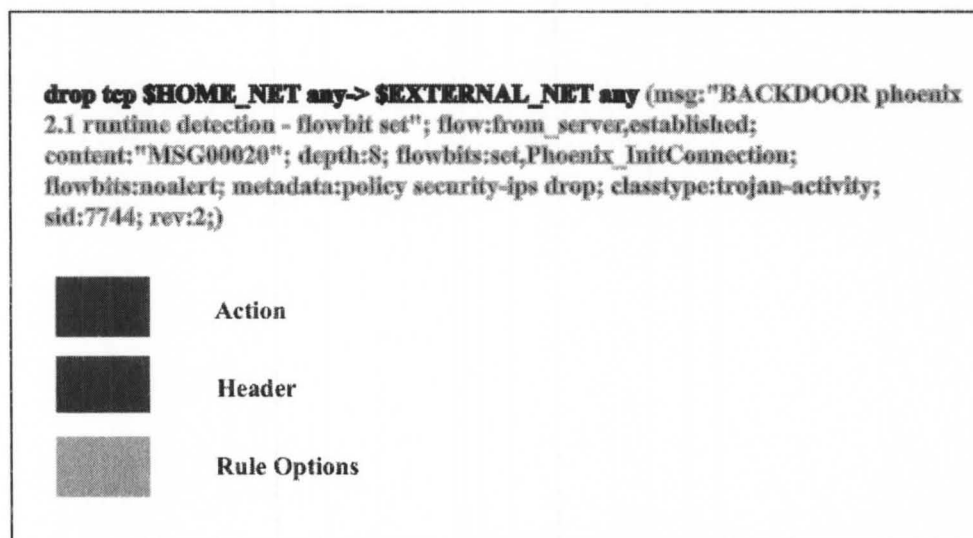 drop tcp $HOME_NET any-> $EXTERNAL_NET any (msg:"BACKDOOR phoenix
2.1 runtime detection - flowbit set"; flow:from_server,established;
content:"MSG00020"; depth:8; flowbits:set,Phoenix_InitConnection;
flowbits:noalert; metadata:policy security-ips drop; classtype:trojan-activity;
sid:7744; rev:2;)
Action
Header
Rule Options